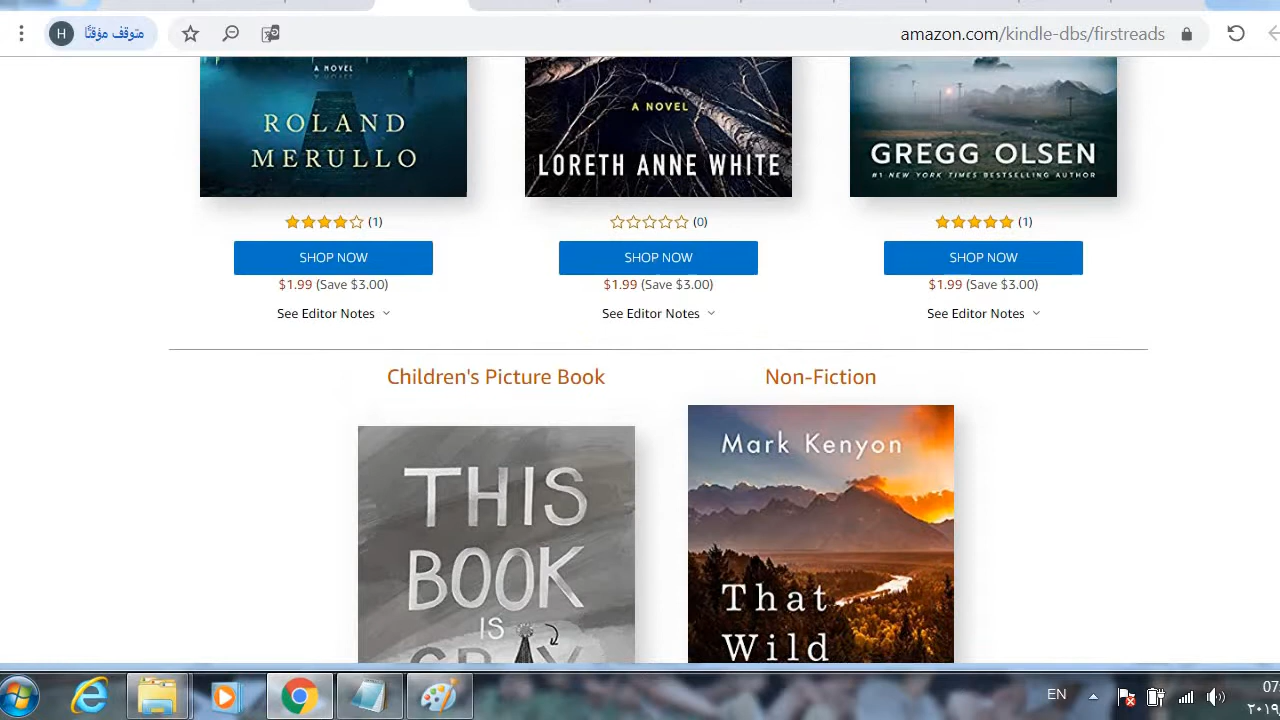 متوقف مؤقتًا
H
amazon.com/kindle-dbs/firstreads
A NOVEL
ROLAND
MERULLO
A NOVEL
LORETH ANNE WHITE
GREGG OLSEN
#1 NEW YORK TIMES BESTSELLING AUTHOR
(1)
(0)
(1)
SHOP NOW
SHOP NOW
SHOP NOW
$1.99 (Save $3.00)
$1.99 (Save $3.00)
$1.99 (Save $3.00)
See Editor Notes
See Editor Notes
See Editor Notes
Children's Picture Book
Non-Fiction
THIS
BOOK
IS
GRAY
Mark Kenyon
That
Wild
EN
07
٢٠١٩